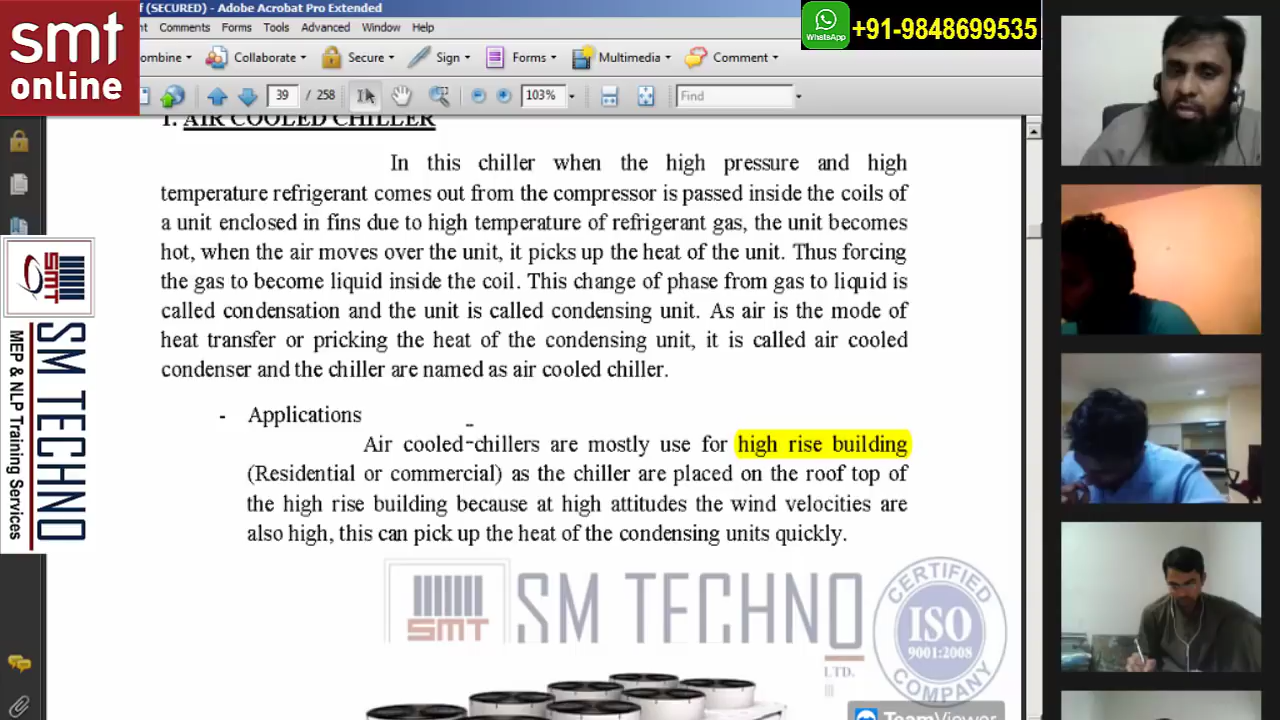 f (SECURED) - Adobe Acrobat Pro Extended
nt Comments Forms Tools Advanced Window Help
smt
online
WhatsApp
+91-9848699535
ombine Collaborate Secure Sign Forms Multimedia Comment
39 / 258 103% Find
1. AIR COOLED CHILLER
In this chiller when the high pressure and high
temperature refrigerant comes out from the compressor is passed inside the coils of
a unit enclosed in fins due to high temperature of refrigerant gas, the unit becomes
hot, when the air moves over the unit, it picks up the heat of the unit. Thus forcing
the gas to become liquid inside the coil. This change of phase from gas to liquid is
called condensation and the unit is called condensing unit. As air is the mode of
heat transfer or pricking the heat of the condensing unit, it is called air cooled
condenser and the chiller are named as air cooled chiller.
- Applications
Air cooled chillers are mostly use for high rise building
(Residential or commercial) as the chiller are placed on the roof top of
the high rise building because at high attitudes the wind velocities are
also high, this can pick up the heat of the condensing units quickly.
SMT
SM TECHNO
MEP & NLP Training Services
SMT
SM TECHNO
LTD.
CERTIFIED
ISO
9001:2008
COMPANY
TeamViewer